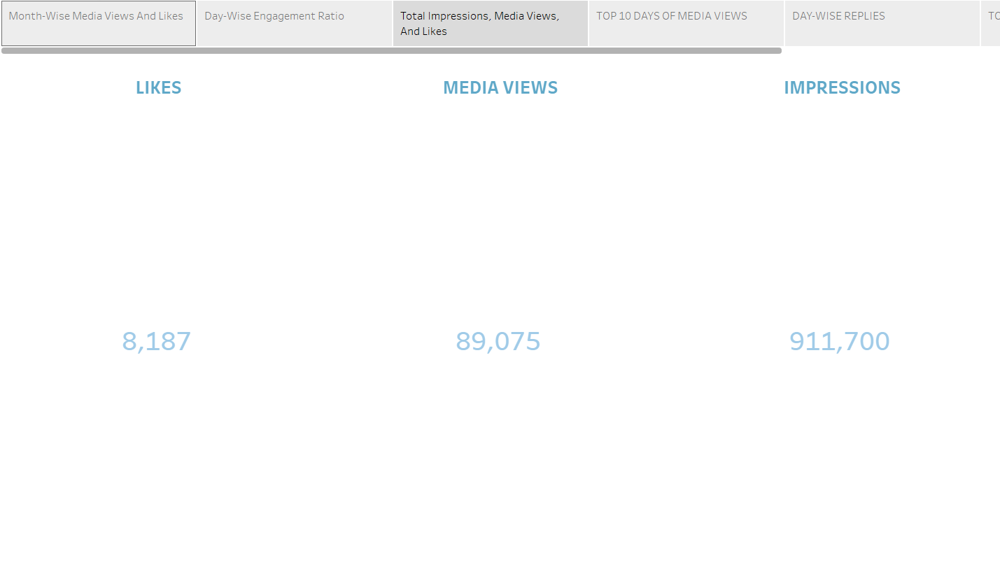 Month-Wise Media Views And Likes
Day-Wise Engagement Ratio
Total Impressions, Media Views,
And Likes
TOP 10 DAYS OF MEDIA VIEWS
DAY-WISE REPLIES
LIKES
MEDIA VIEWS
IMPRESSIONS
8,187
89,075
911,700